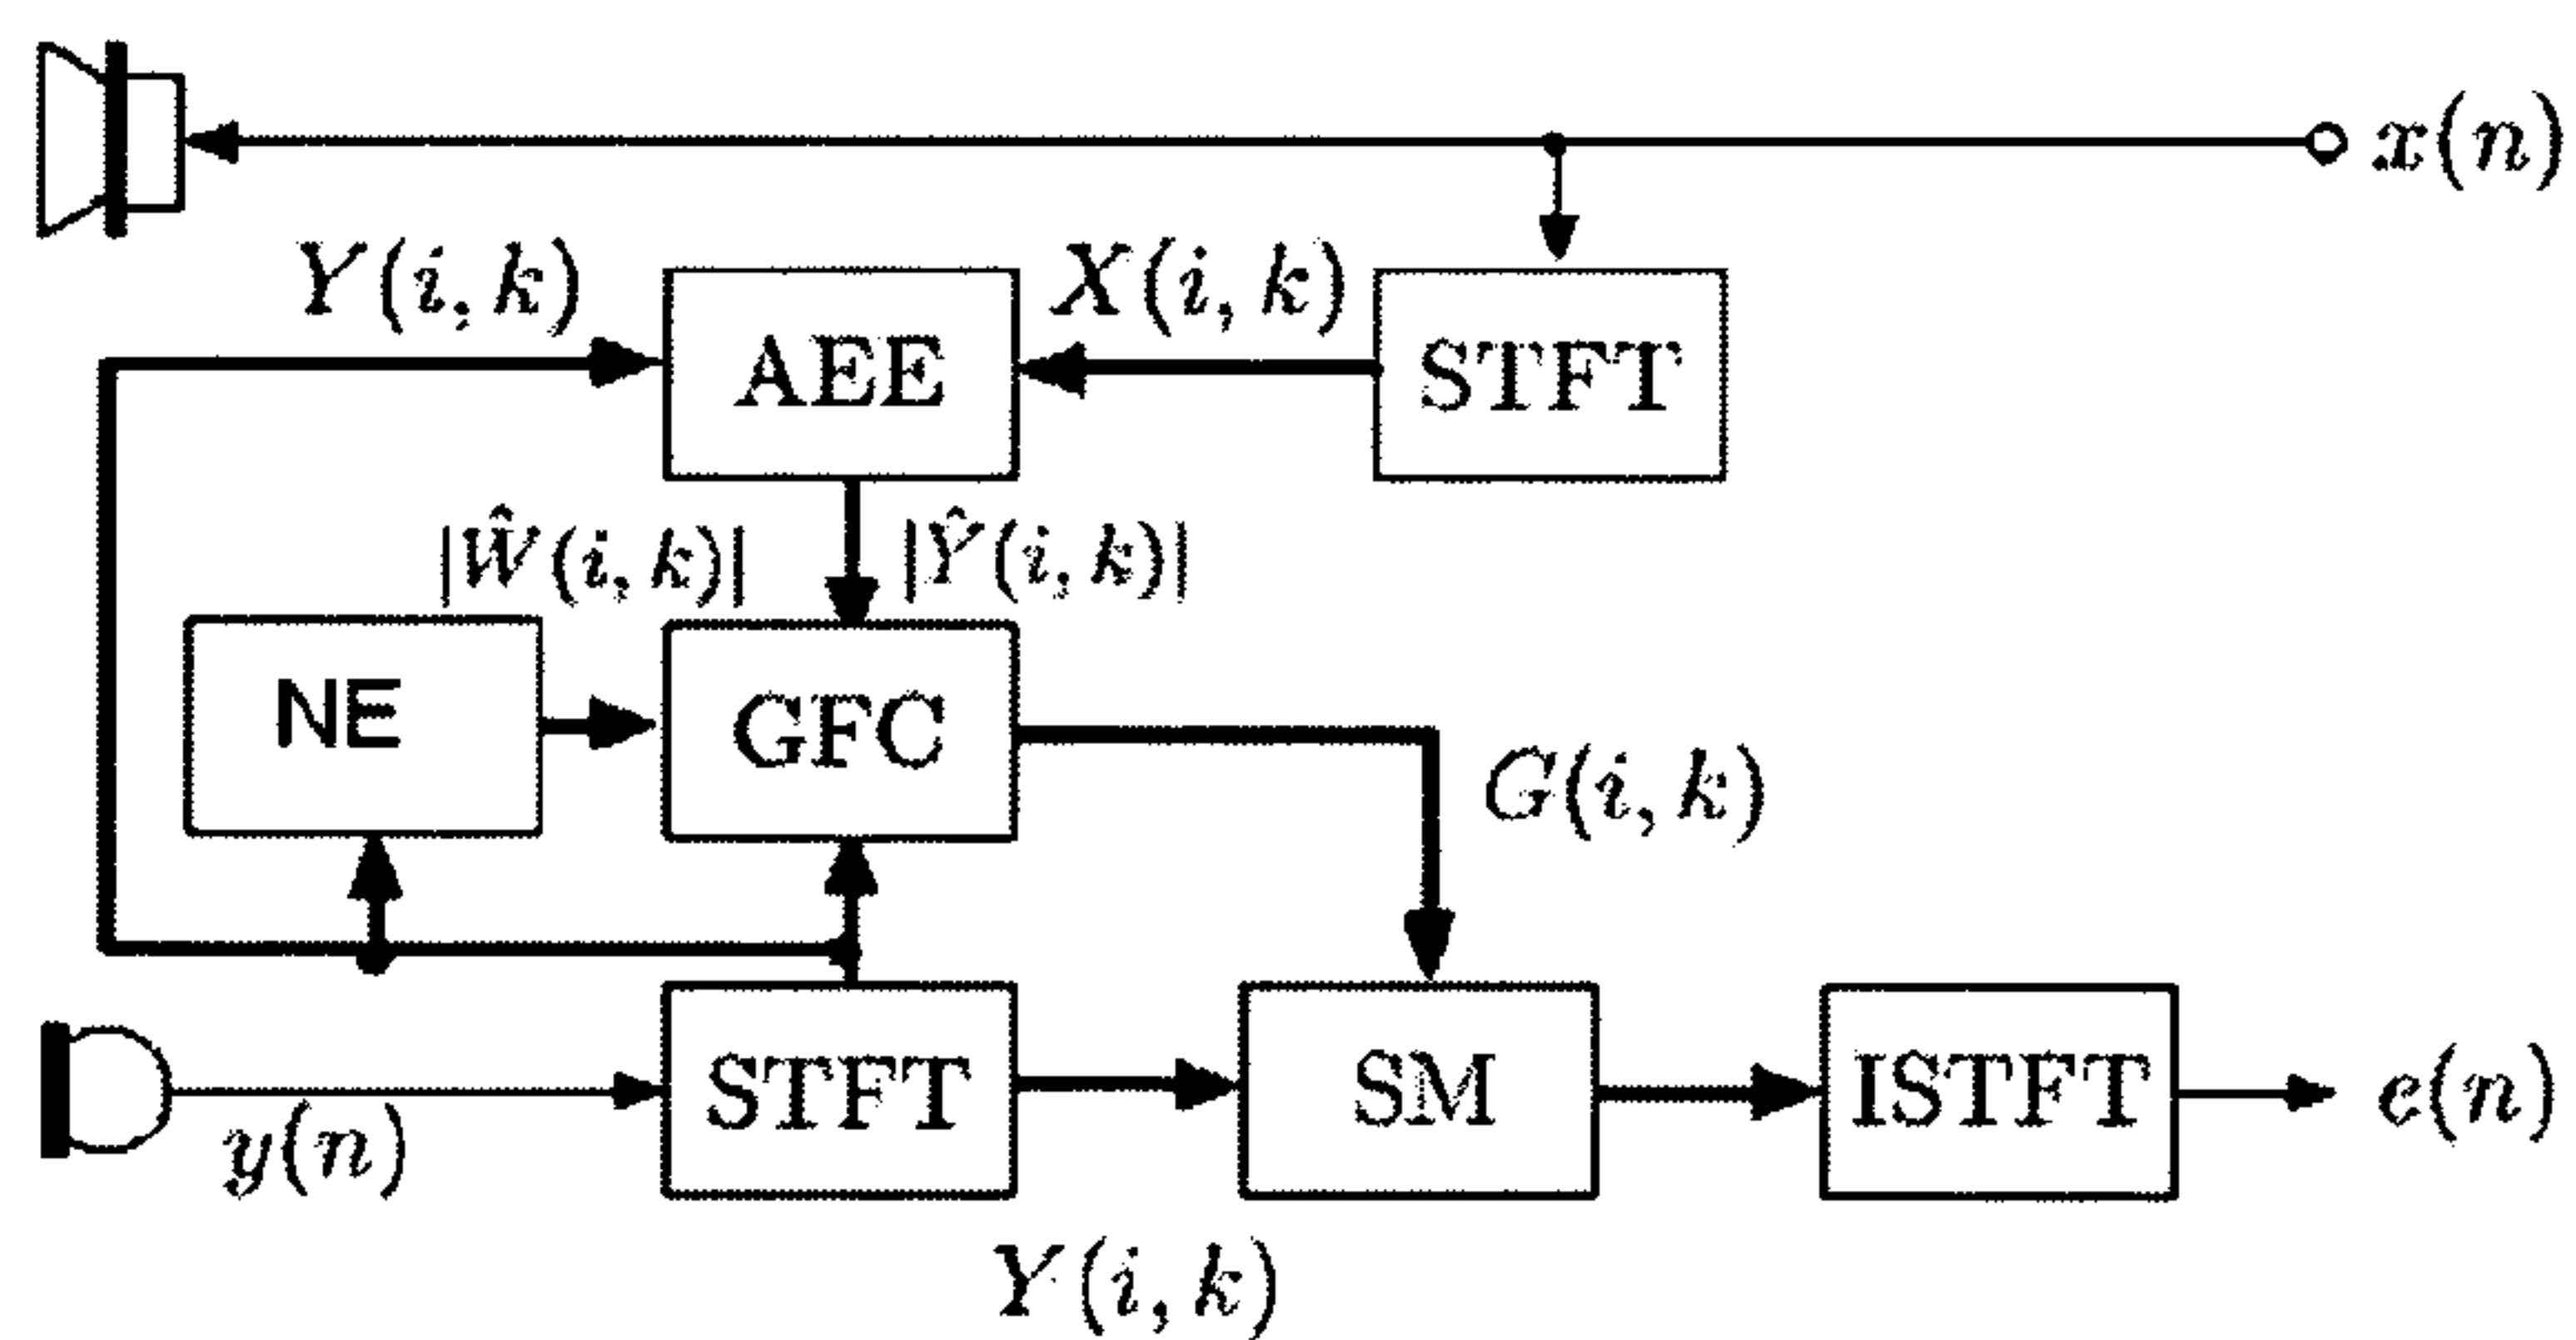 x(n)
Y(i, k)
X(i, k)
AEE
STFT
|Ŵ(i, k)|
|Ŷ(i, k)|
NE
GFC
G(i, k)
STFT
SM
ISTFT
e(n)
y(n)
Y(i, k)